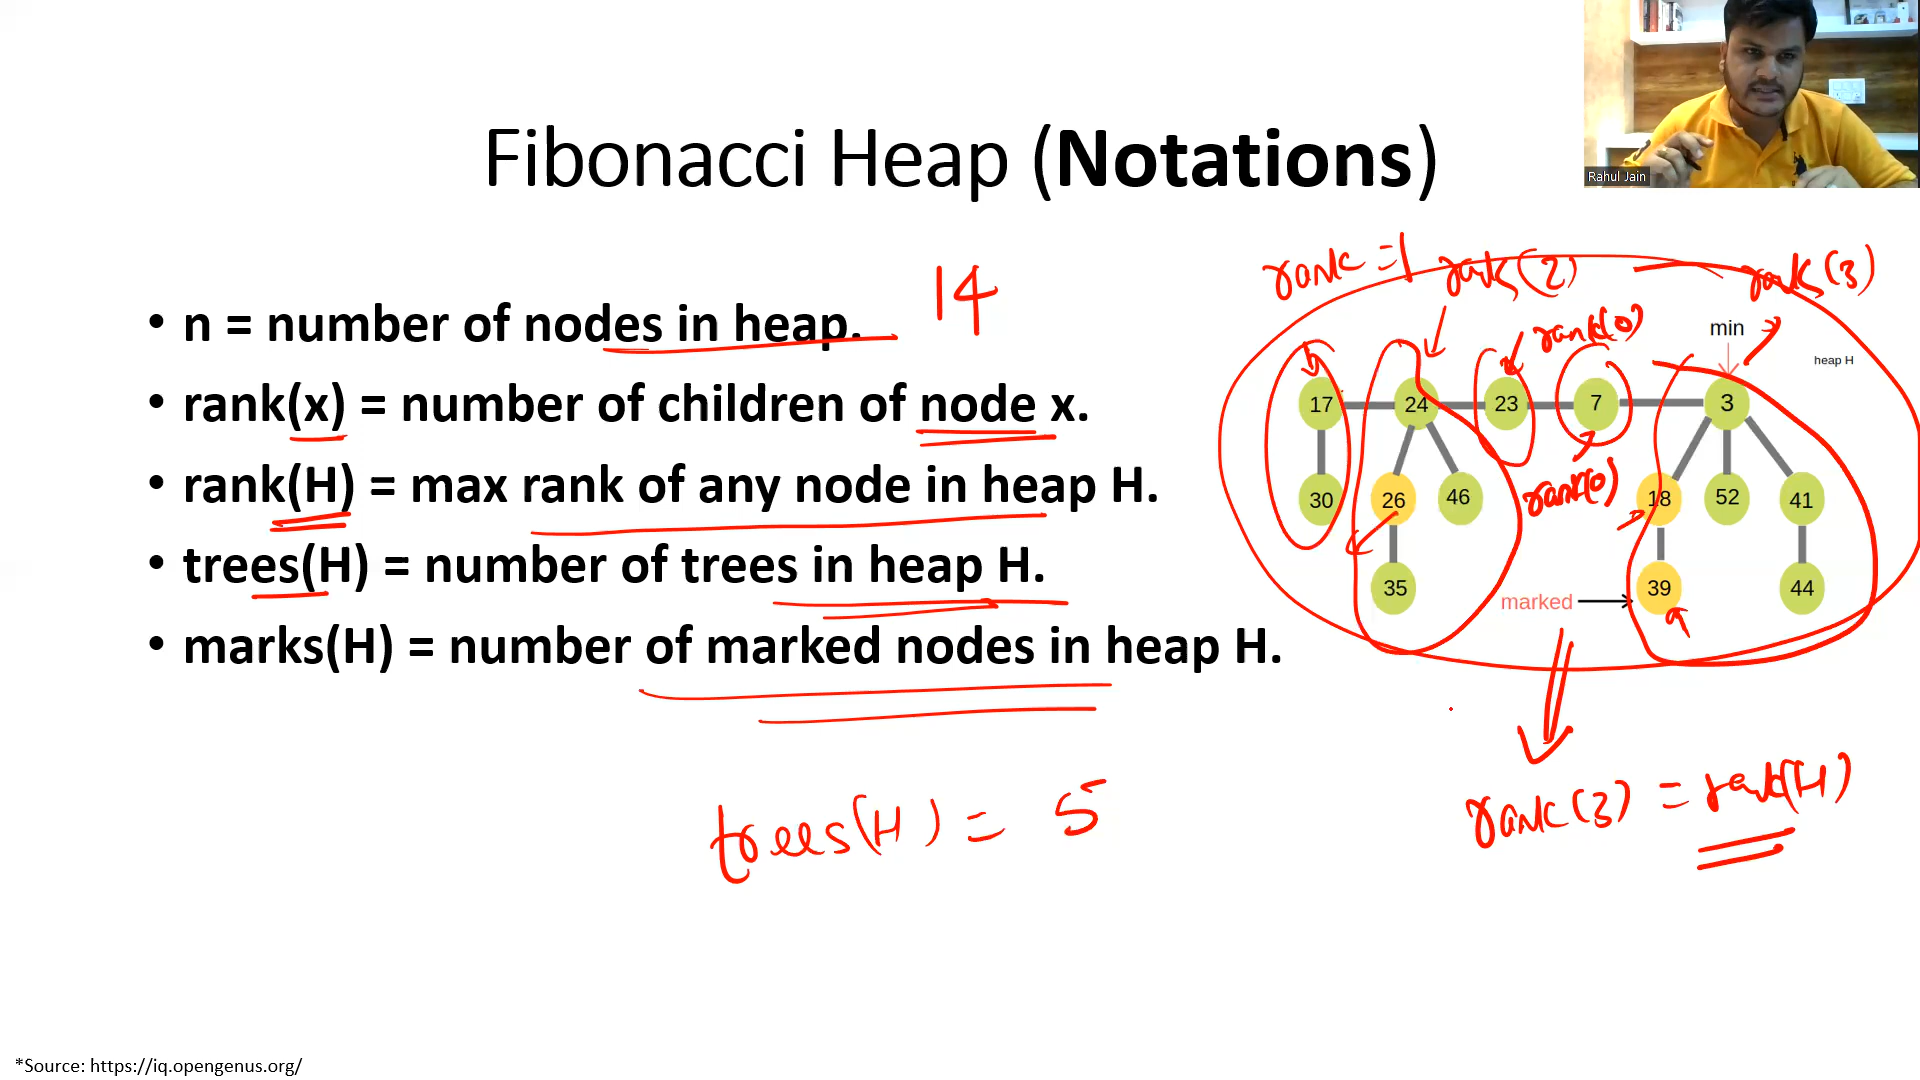 Rahul Jain
Fibonacci Heap (Notations)
• n = number of nodes in heap. 14
• rank(x) = number of children of node x.
• rank(H) = max rank of any node in heap H.
• trees(H) = number of trees in heap H.
• marks(H) = number of marked nodes in heap H.
rank = 1 rank(2) rank(3)
rank(0) min
heap H
17 24 23 7 3
rank(0)
30 26 46 18 52 41
35 39 44
marked
trees(H) = 5
rank(3) = rank(H)
*Source: https://iq.opengenus.org/